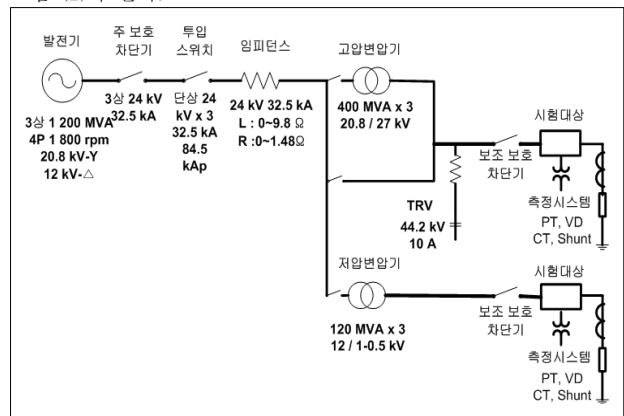 발전기
3상 1 200 MVA
4P 1 800 rpm
20.8 kV-Y
12 kV-△
주 보호
차단기
3상 24 kV
32.5 kA
투입
스위치
단상 24
kV x 3
32.5 kA
84.5
kAp
임피던스
24 kV 32.5 kA
L : 0~9.8 Ω
R :0~1.48Ω
고압변압기
400 MVA x 3
20.8 / 27 kV
TRV
44.2 kV
10 A
보조 보호
차단기
시험대상
측정시스템
PT, VD
CT, Shunt
저압변압기
120 MVA x 3
12 / 1-0.5 kV
보조 보호
차단기
시험대상
측정시스템
PT, VD
CT, Shunt